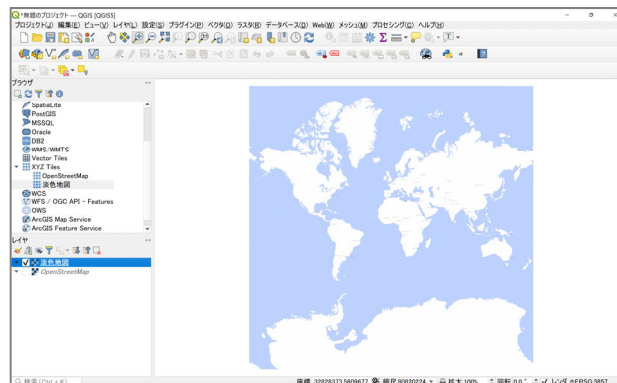 *無題のプロジェクト — QGIS [QGIS5]
プロジェクト(J) 編集(E) ビュー(V) レイヤ(L) 設定(S) プラグイン(P) ベクタ(O) ラスタ(R) データベース(D) Web(W) メッシュ(M) プロセシング(C) ヘルプ(H)
ブラウザ
SpatiaLite
PostGIS
MSSQL
Oracle
DB2
WMS/WMTS
Vector Tiles
XYZ Tiles
OpenStreetMap
淡色地図
WCS
WFS / OGC API - Features
OWS
ArcGIS Map Service
ArcGIS Feature Service
レイヤ
淡色地図
OpenStreetMap
検索(Ctrl + K)
座標 32828373,5609677 縮尺 80820224 拡大 100% 回転 0.0° レンダ EPSG:3857